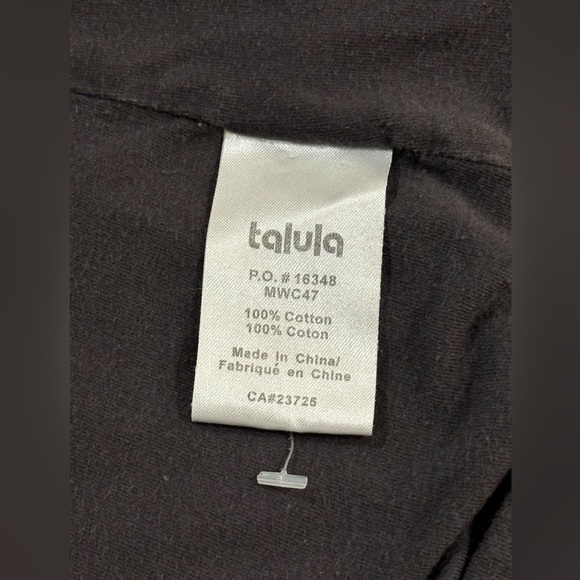 talula
P.O. # 16348
MWC47
100% Cotton
100% Coton
Made in China/
Fabriqué en Chine
CA#23725